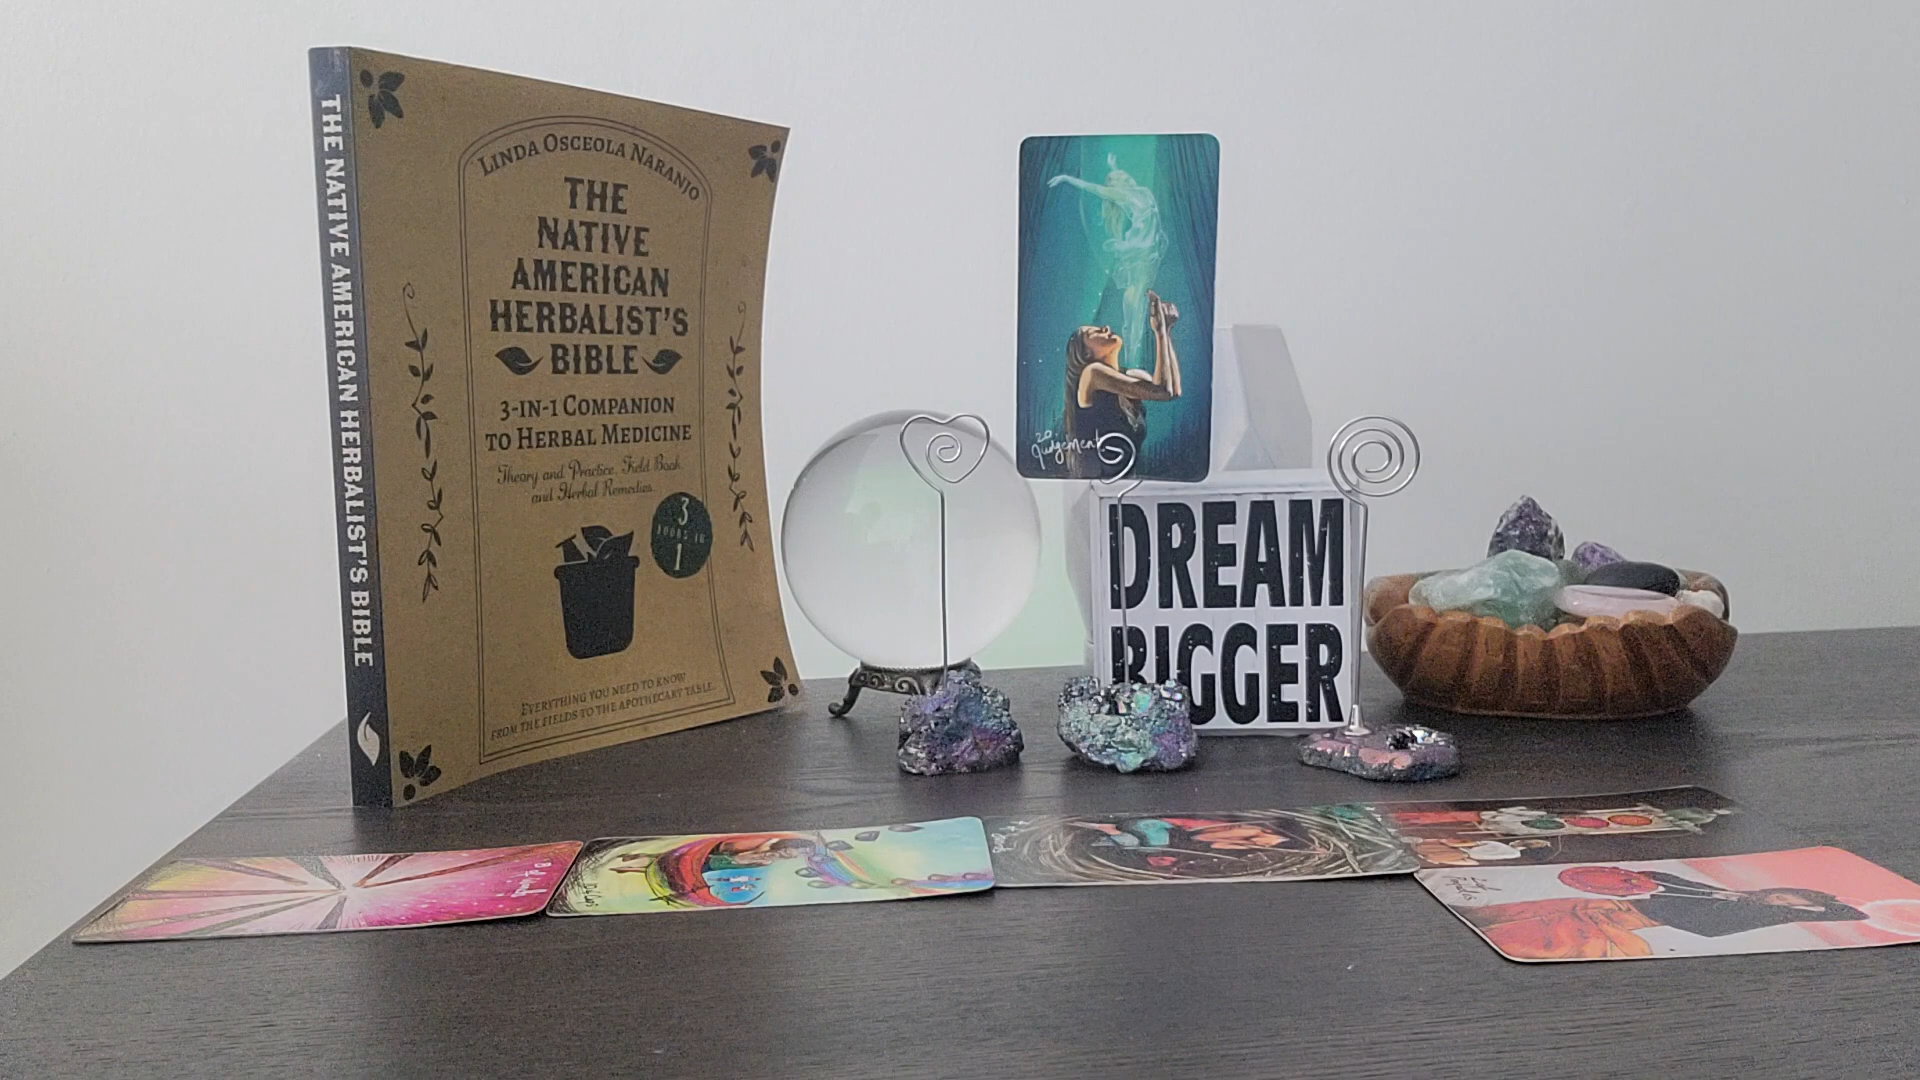 THE NATIVE AMERICAN HERBALIST'S BIBLE
LINDA OSCEOLA NARANJO
THE
NATIVE
AMERICAN
HERBALIST'S
BIBLE
3-IN-1 COMPANION
TO HERBAL MEDICINE
Theory and Practice, Field Book,
and Herbal Remedies
3
BOOKS IN
1
EVERYTHING YOU NEED TO KNOW
FROM THE FIELDS TO THE APOTHECARY TABLE.
20.
Judgement
DREAM
BIGGER